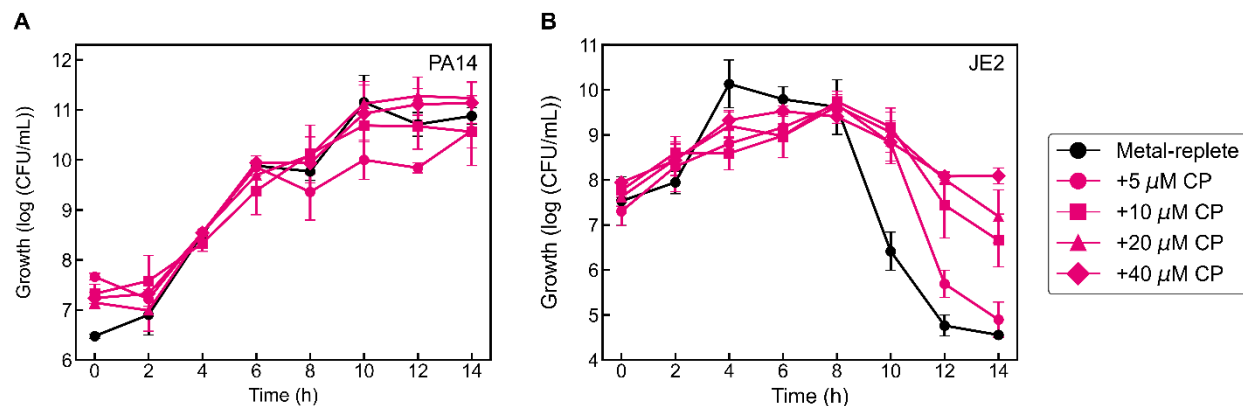 A
PA14
Growth (log (CFU/mL))
12
11
10
9
8
7
6
0 2 4 6 8 10 12 14
Time (h)
B
JE2
Growth (log (CFU/mL))
11
10
9
8
7
6
5
4
0 2 4 6 8 10 12 14
Time (h)
Metal-replete
+5 μM CP
+10 μM CP
+20 μM CP
+40 μM CP